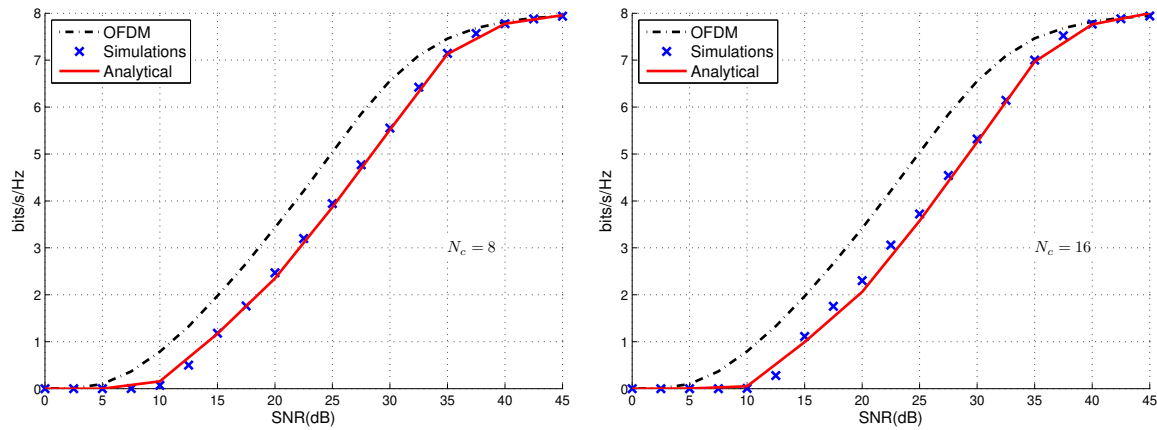 OFDM
Simulations
Analytical
bits/s/Hz
8
7
6
5
4
3
2
1
0
N_c = 8
0 5 10 15 20 25 30 35 40 45
SNR(dB)
OFDM
Simulations
Analytical
bits/s/Hz
8
7
6
5
4
3
2
1
0
N_c = 16
0 5 10 15 20 25 30 35 40 45
SNR(dB)